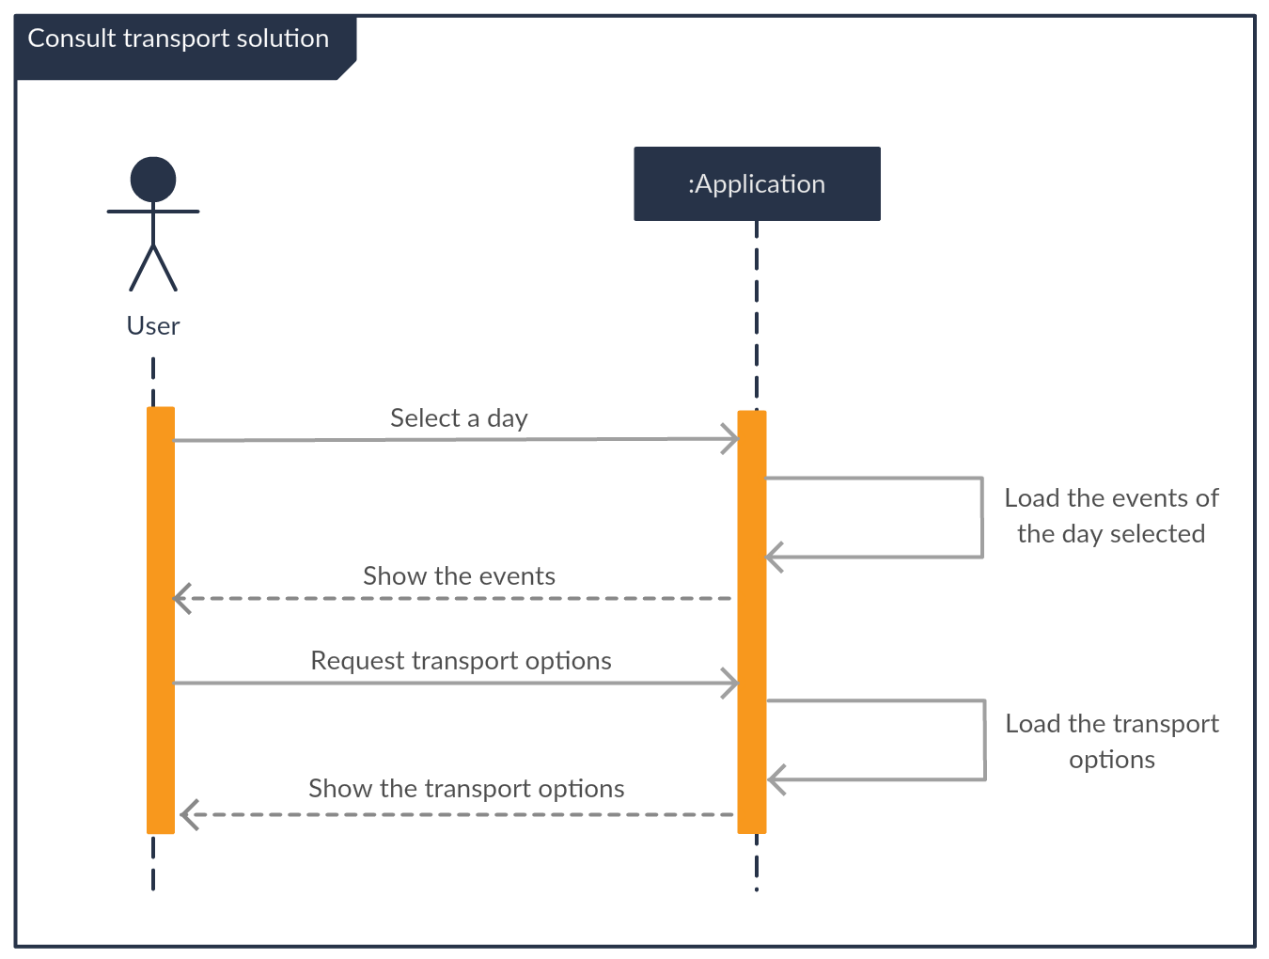 Consult transport solution
:Application
User
Select a day
Load the events of
the day selected
Show the events
Request transport options
Load the transport
options
Show the transport options